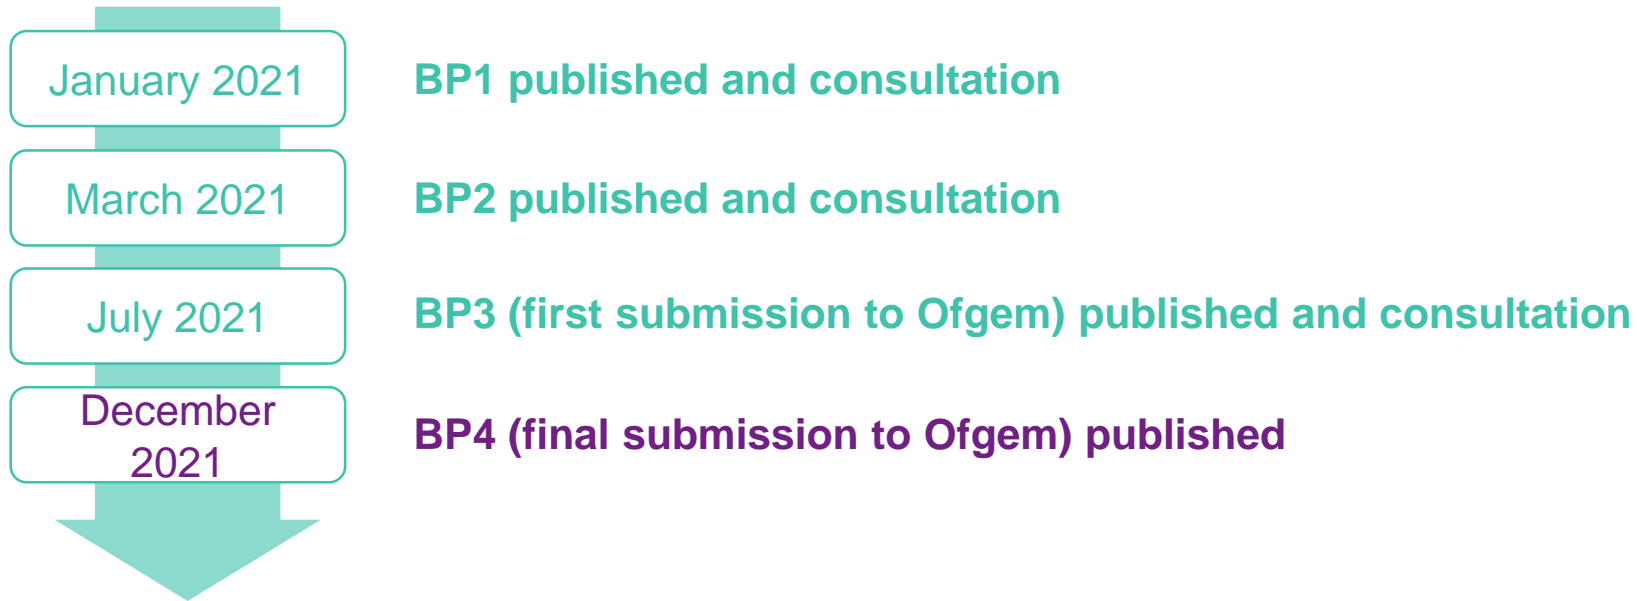 January 2021
BP1 published and consultation
March 2021
BP2 published and consultation
July 2021
BP3 (first submission to Ofgem) published and consultation
December
2021
BP4 (final submission to Ofgem) published